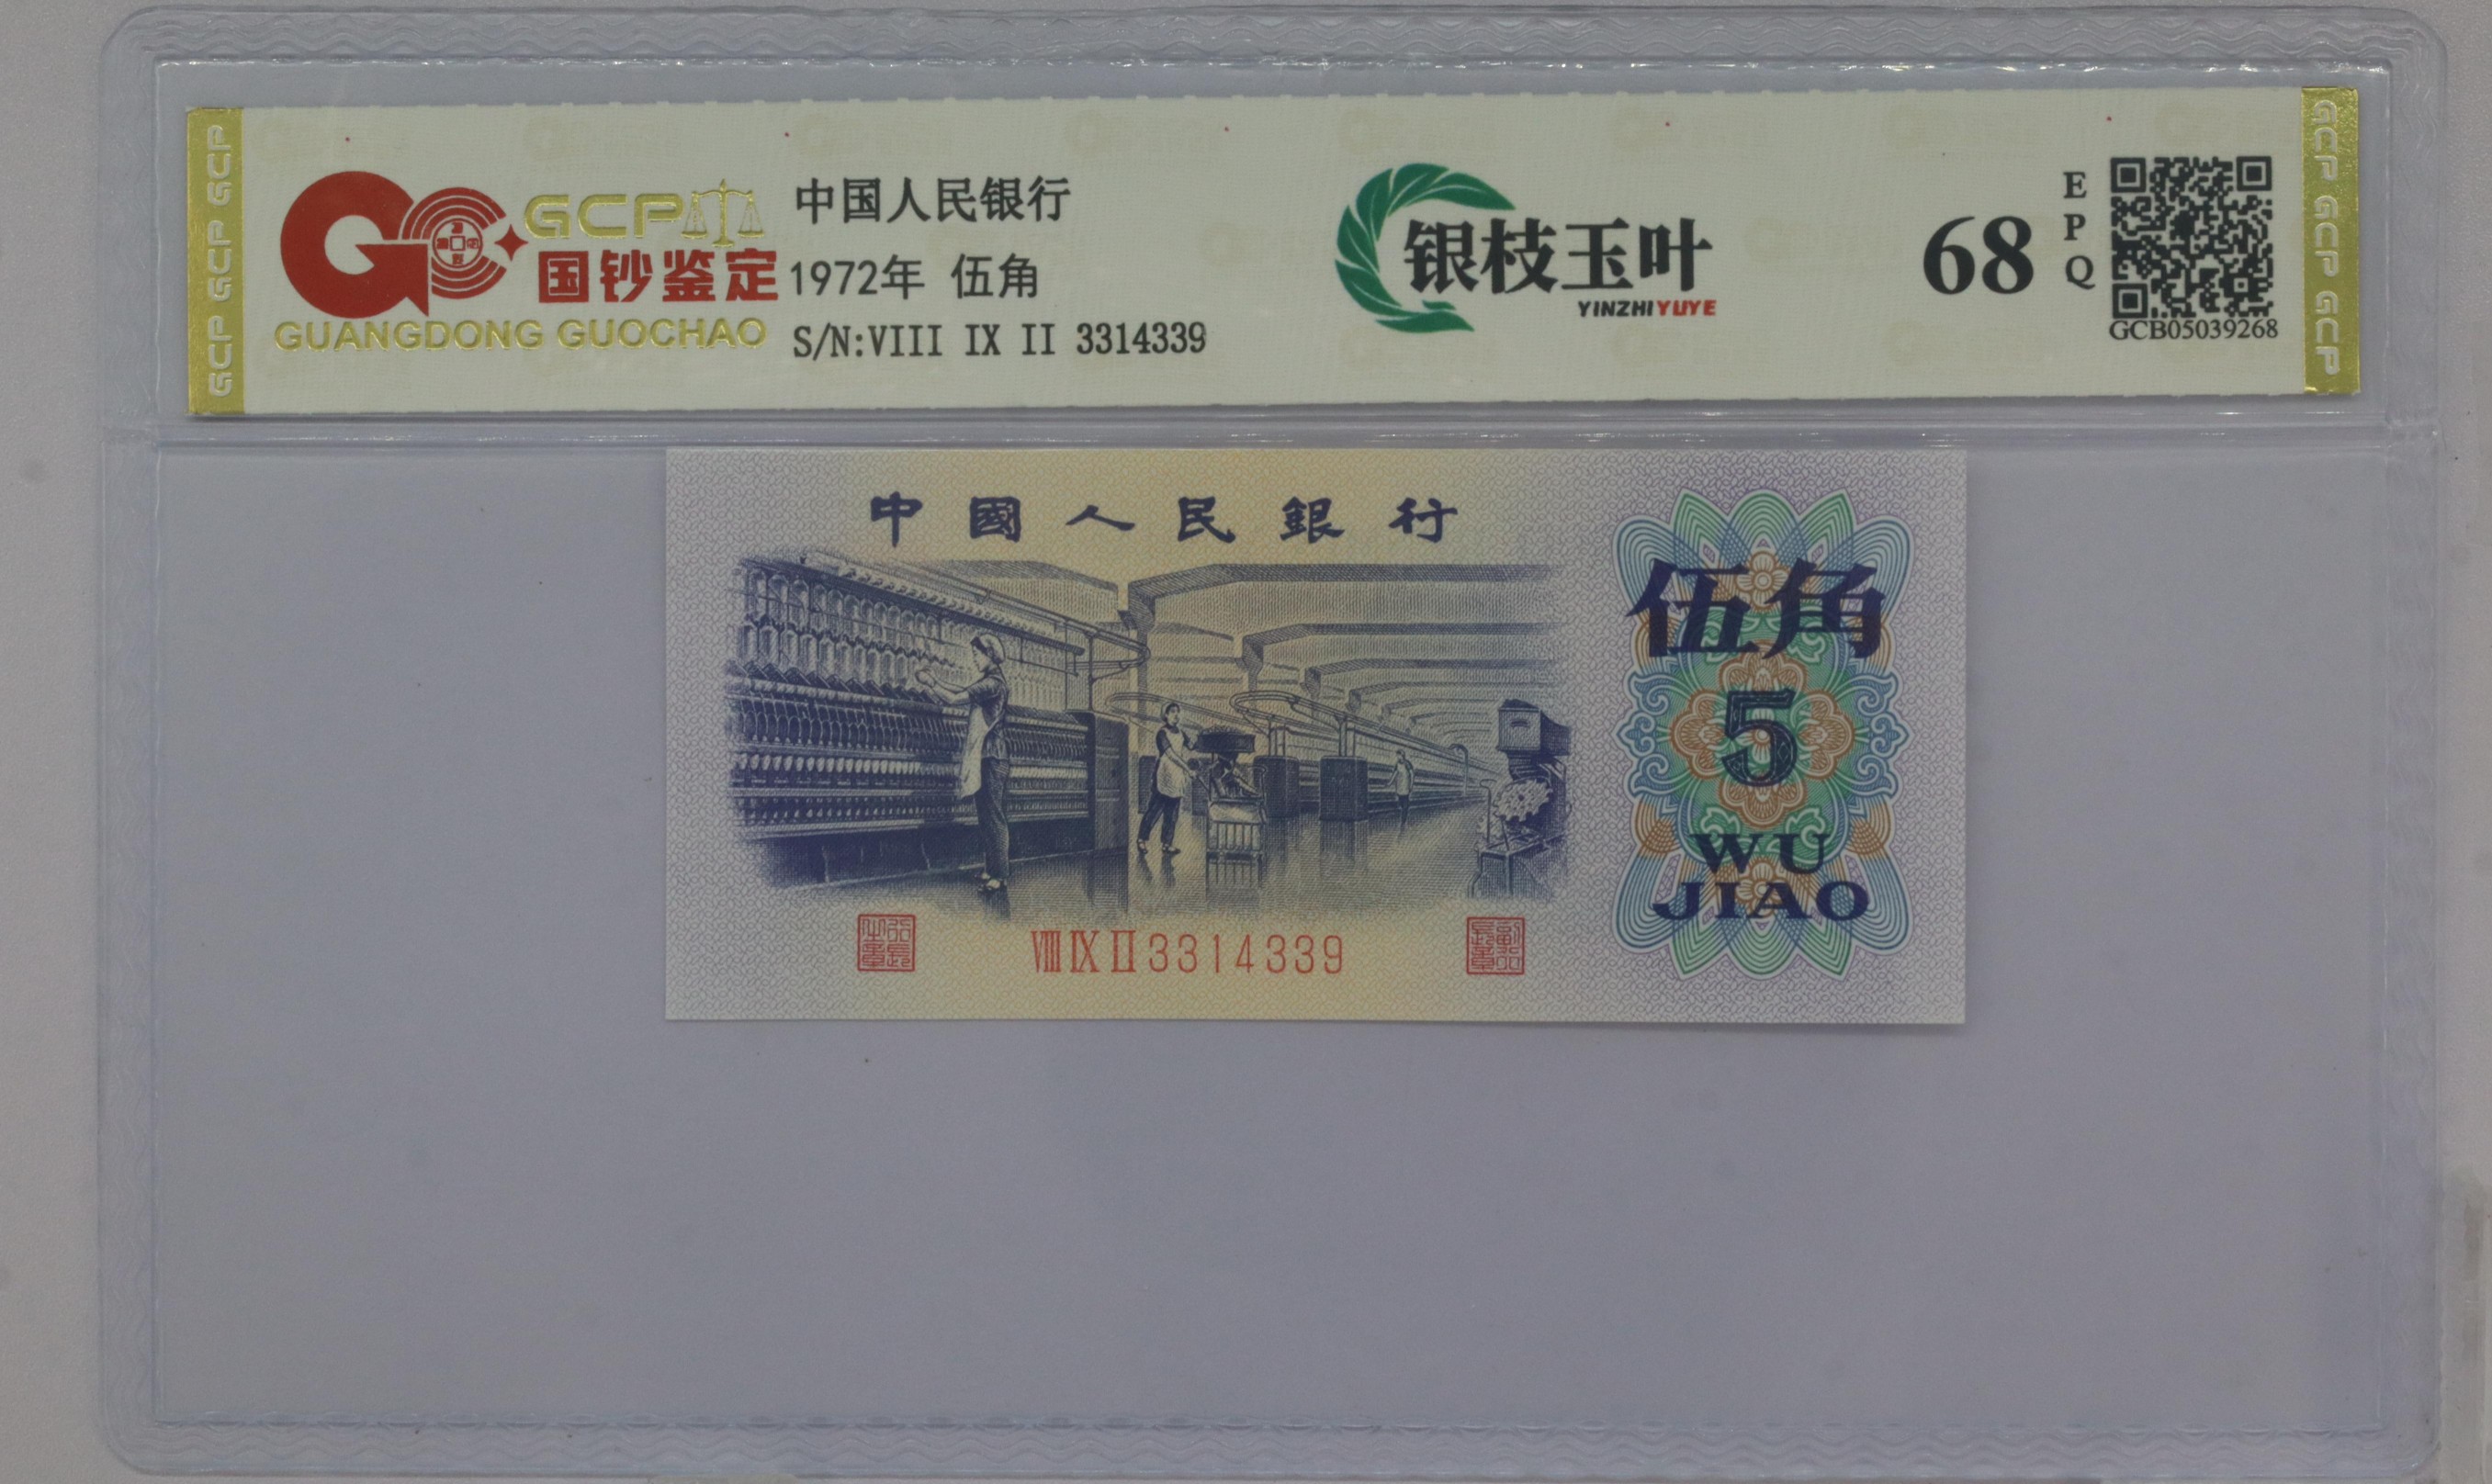 GCP GCP GCP
GCP
国钞鉴定
GUANGDONG GUOCHAO
中国人民银行
1972年 伍角
S/N:VIII IX II 3314339
银枝玉叶
YINZHIYUYE
68
EPQ
GCB05039268
GCP GCP GCP
中國人民銀行
伍角
5
WU
JIAO
VIII IX II 3314339